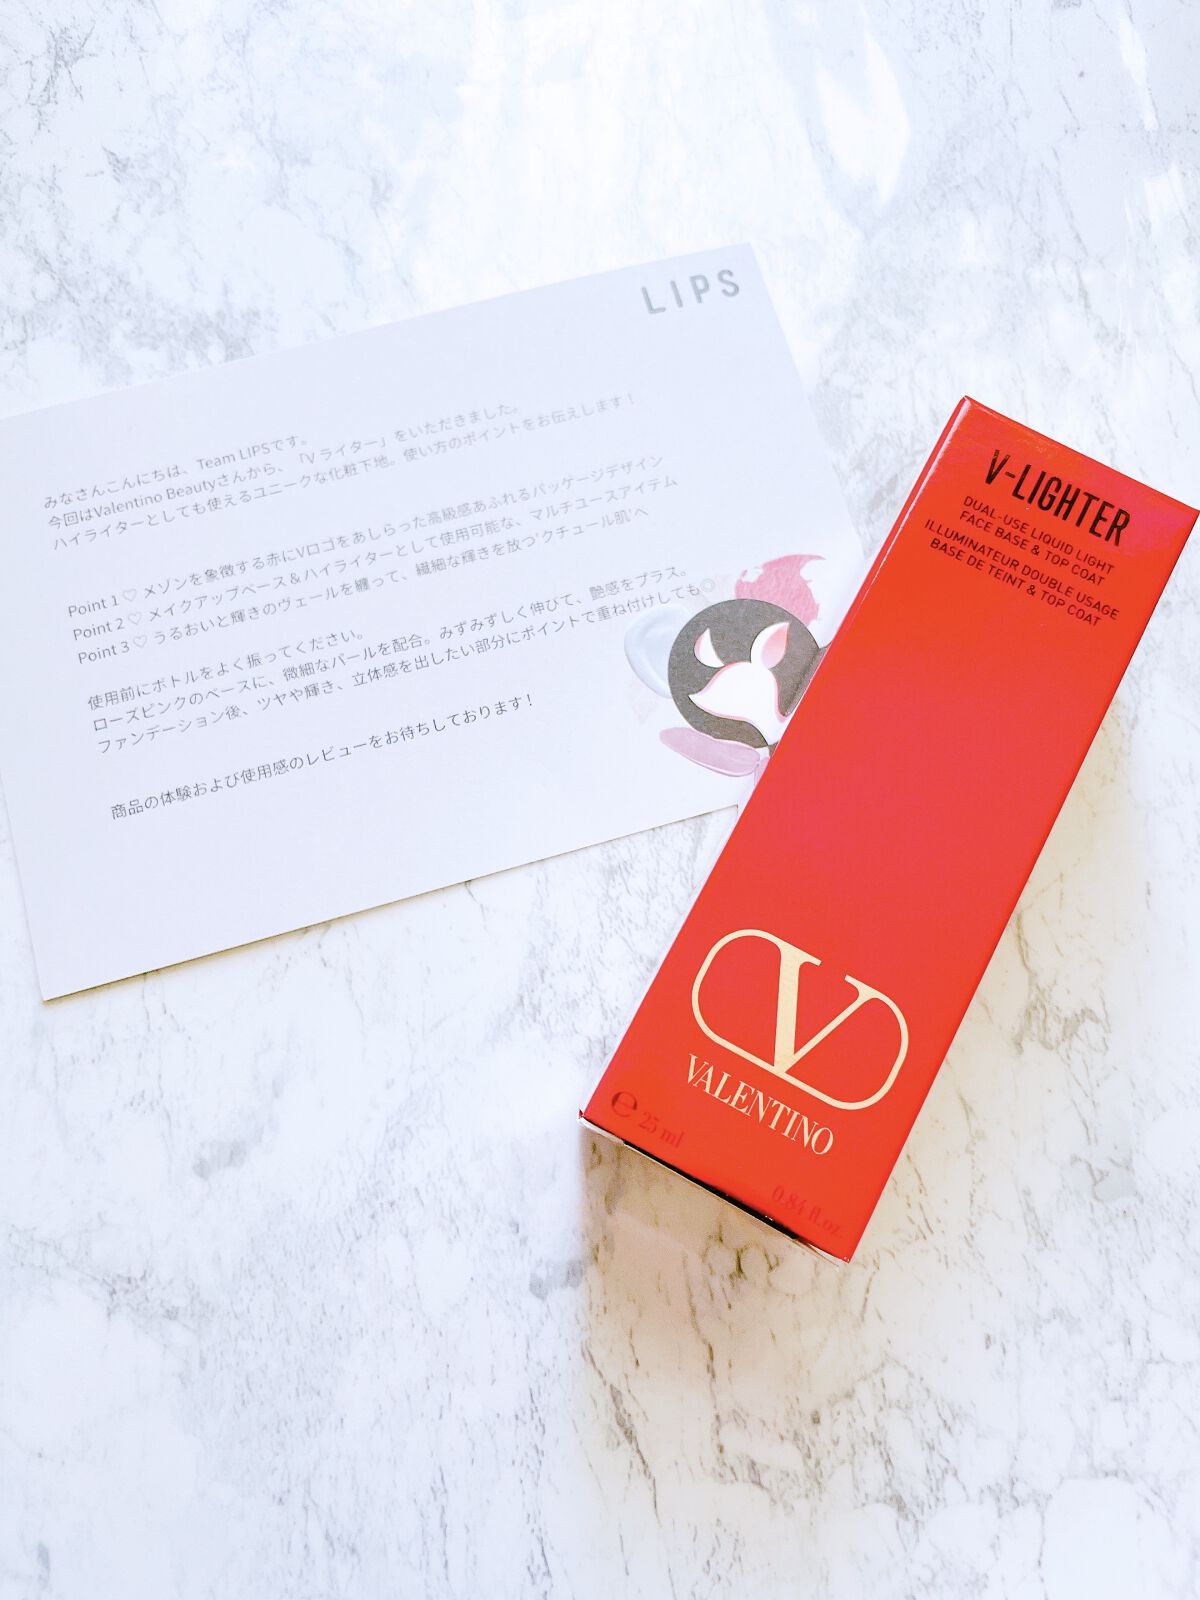 LIPS
みなさんこんにちは、Team LIPSです。
今回はValentino Beautyさんから、「V ライター」をいただきました。
ハイライターとしても使えるユニークな化粧下地。使い方のポイントをお伝えします！
Point 1 ♡ メゾンを象徴する赤にVロゴをあしらった高級感あふれるパッケージデザイン
Point 2 ♡ メイクアップベース＆ハイライターとして使用可能な、マルチユースアイテム
Point 3 ♡ うるおいと輝きのヴェールを纏って、繊細な輝きを放つ"クチュール肌"へ
使用前にボトルをよく振ってください。
ローズピンクのベースに、微細なパールを配合。みずみずしく伸びて、艶感をプラス。
ファンデーション後、ツヤや輝き、立体感を出したい部分にポイントで重ね付けしても◎
商品の体験および使用感のレビューをお待ちしております！
V-LIGHTER
DUAL-USE LIQUID LIGHT
FACE BASE & TOP COAT
ILLUMINATEUR DOUBLE USAGE
BASE DE TEINT & TOP COAT
V
VALENTINO
℮ 25 ml
0.84 fl.oz.